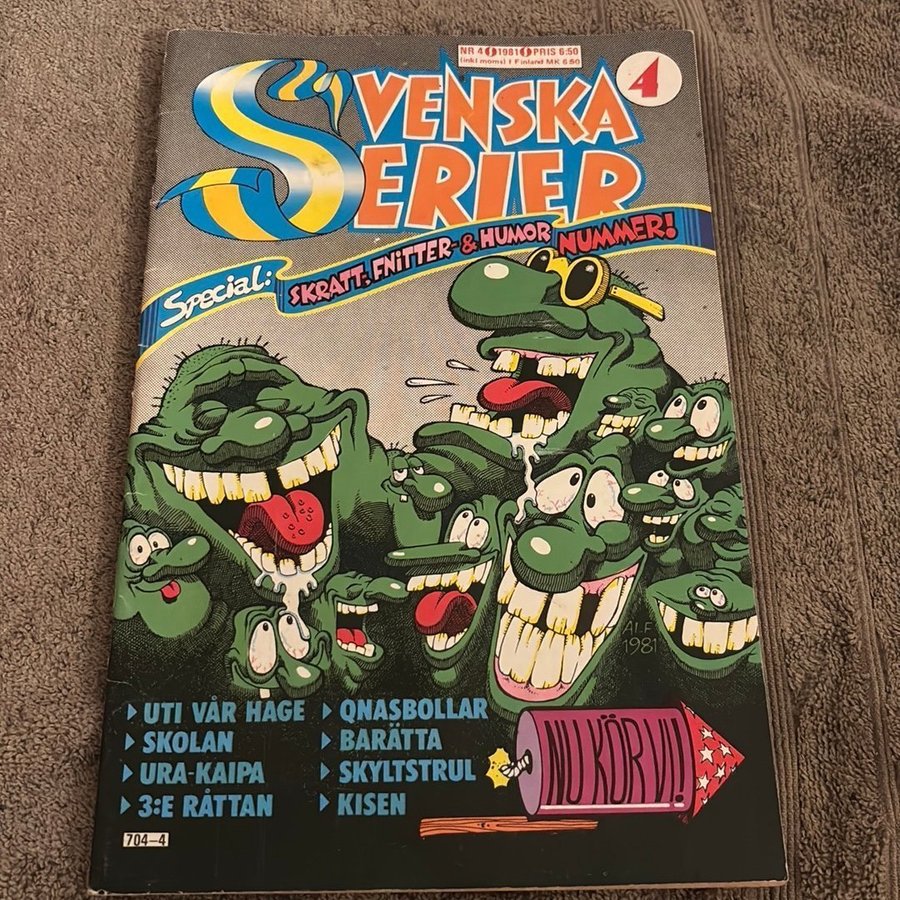 NR 4 1981 PRIS 6:50
(inkl moms) I Finland MK 6:50
4
SVENSKA
SERIER
Special:
SKRATT-, FNITTER- & HUMOR NUMMER!
ALF
1981
UTI VÅR HAGE
SKOLAN
URA-KAIPA
3:E RÅTTAN
QNASBOLLAR
BARÄTTA
SKYLTSTRUL
KISEN
NU KÖR VI!
704-4